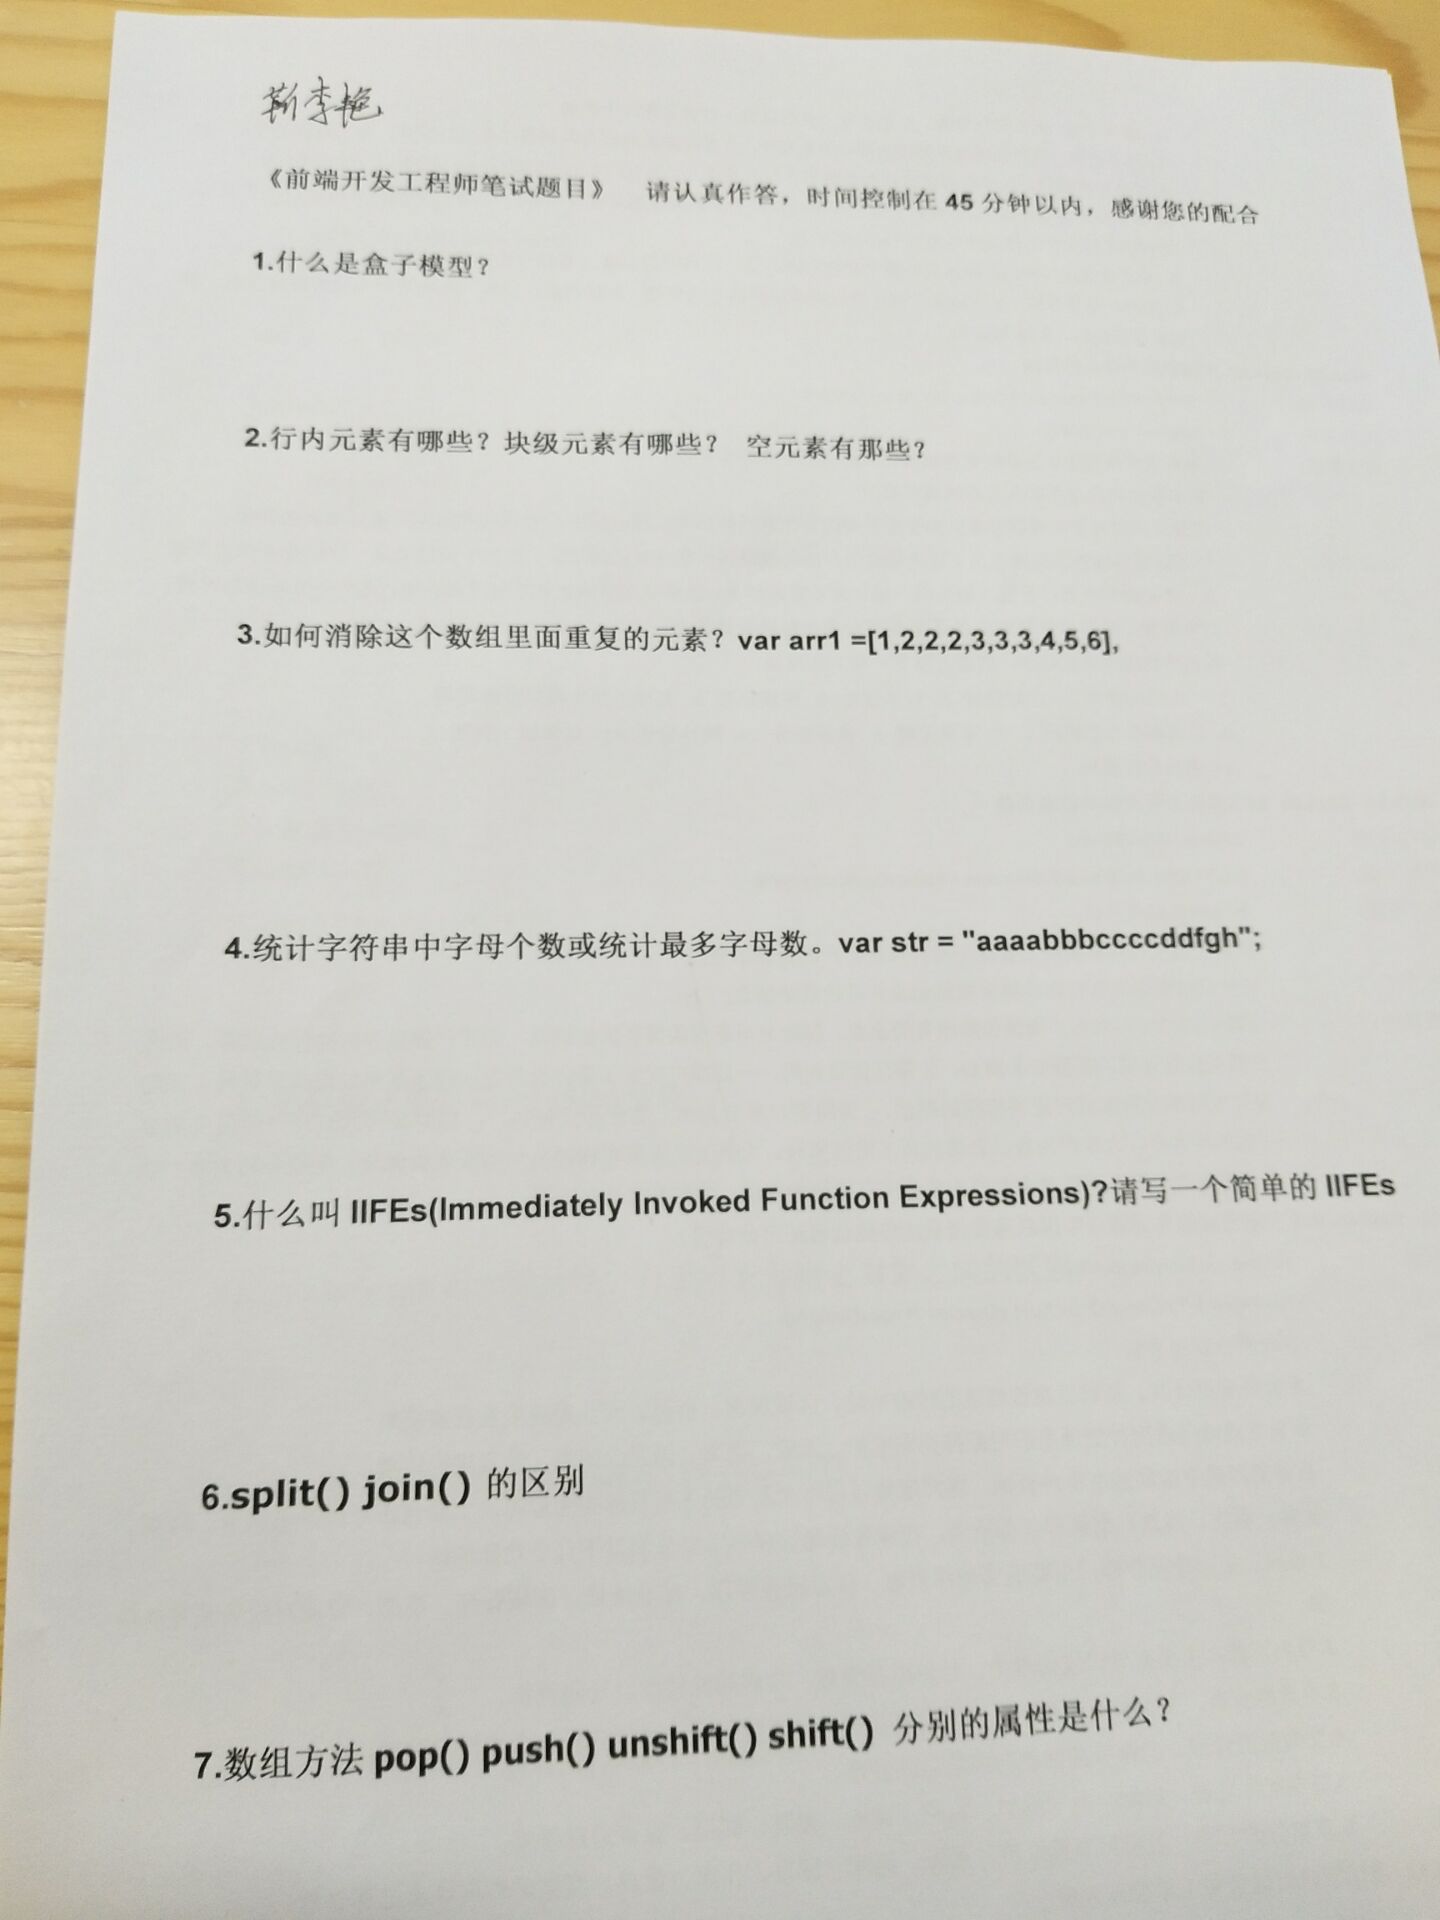 靳李艳
《前端开发工程师笔试题目》 请认真作答，时间控制在 45 分钟以内，感谢您的配合
1.什么是盒子模型？
2.行内元素有哪些？块级元素有哪些？ 空元素有那些？
3.如何消除这个数组里面重复的元素？var arr1 =[1,2,2,2,3,3,3,4,5,6],
4.统计字符串中字母个数或统计最多字母数。var str = "aaaabbbccccddfgh";
5.什么叫 IIFEs(Immediately Invoked Function Expressions)?请写一个简单的 IIFEs
6.split() join() 的区别
7.数组方法 pop() push() unshift() shift() 分别的属性是什么？